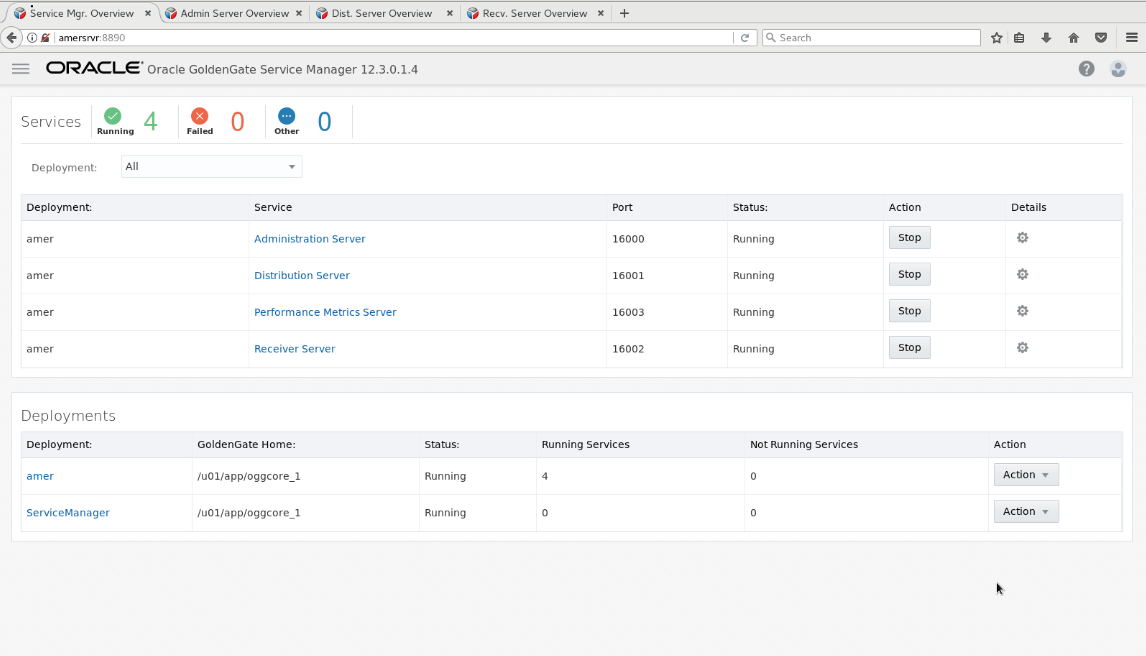 Service Mgr. Overview Admin Server Overview Dist. Server Overview Recv. Server Overview
amersrvr:8890 Search
ORACLE Oracle GoldenGate Service Manager 12.3.0.1.4
Services Running 4 Failed 0 Other 0
Deployment: All
Deployment: Service Port Status: Action Details
amer Administration Server 16000 Running Stop
amer Distribution Server 16001 Running Stop
amer Performance Metrics Server 16003 Running Stop
amer Receiver Server 16002 Running Stop
Deployments
Deployment: GoldenGate Home: Status: Running Services Not Running Services Action
amer /u01/app/oggcore_1 Running 4 0 Action
ServiceManager /u01/app/oggcore_1 Running 0 0 Action